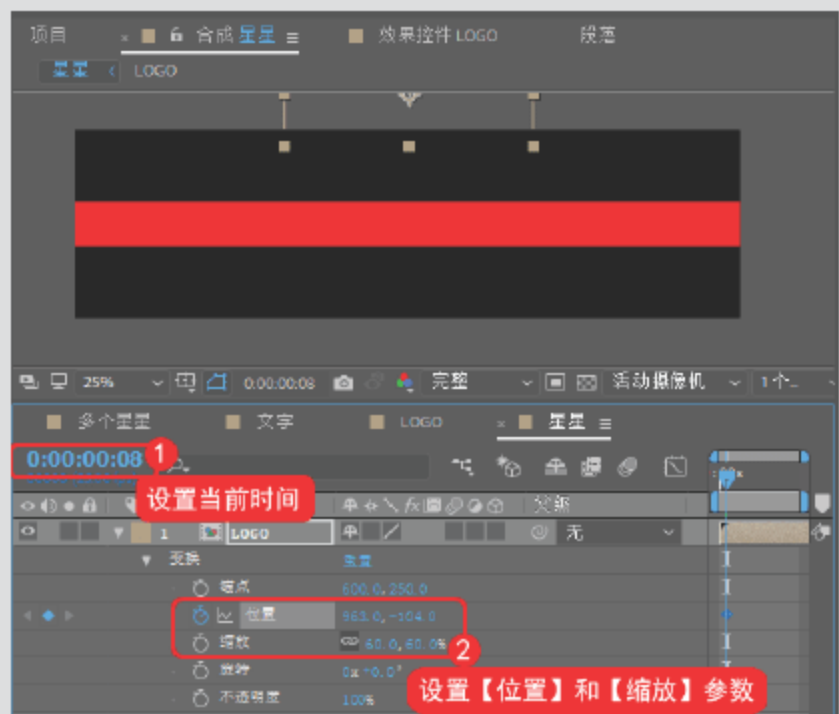 项目
合成 星星
效果控件 LOGO
段落
星星
LOGO
25%
0:00:00:08
完整
活动摄像机
1个...
多个星星
文字
LOGO
星星
0:00:00:08
1
设置当前时间
父级
1
LOGO
无
变换
重置
锚点
600.0,250.0
位置
963.0,-104.0
缩放
60.0,60.0%
2
旋转
0x+0.0°
设置【位置】和【缩放】参数
不透明度
100%